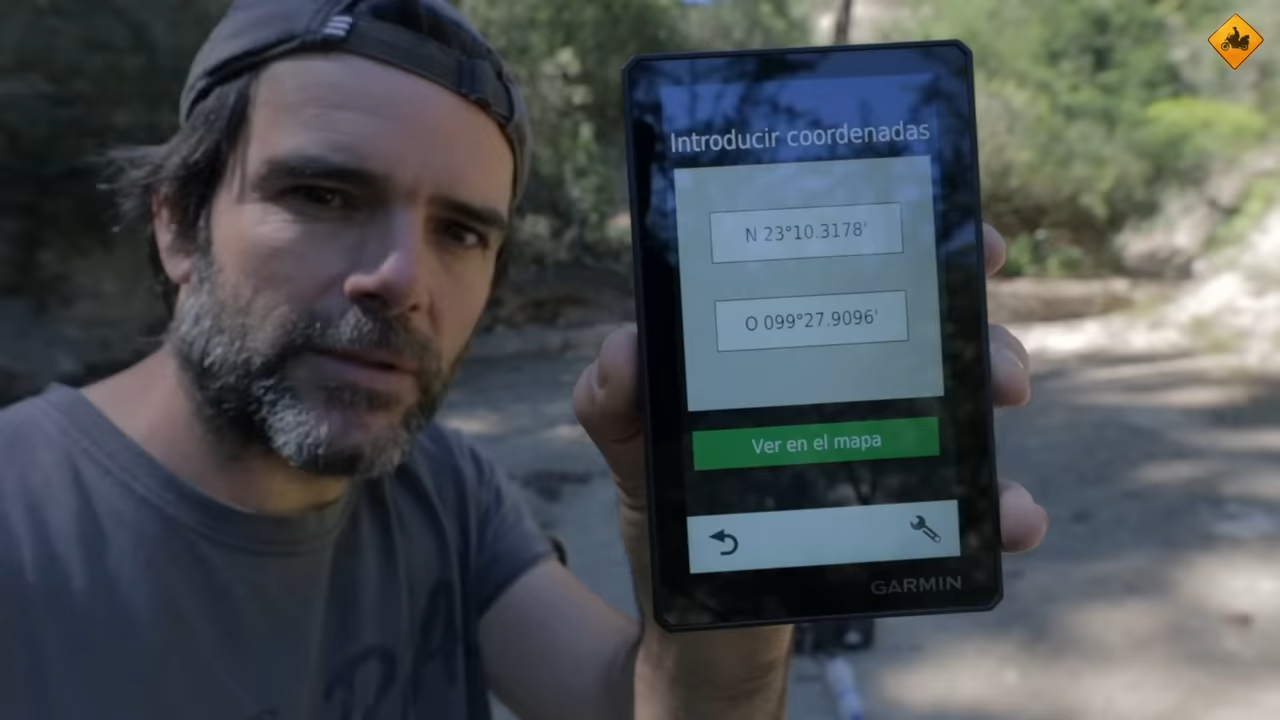 Introducir coordenadas
N 23°10.3178'
O 099°27.9096'
Ver en el mapa
GARMIN